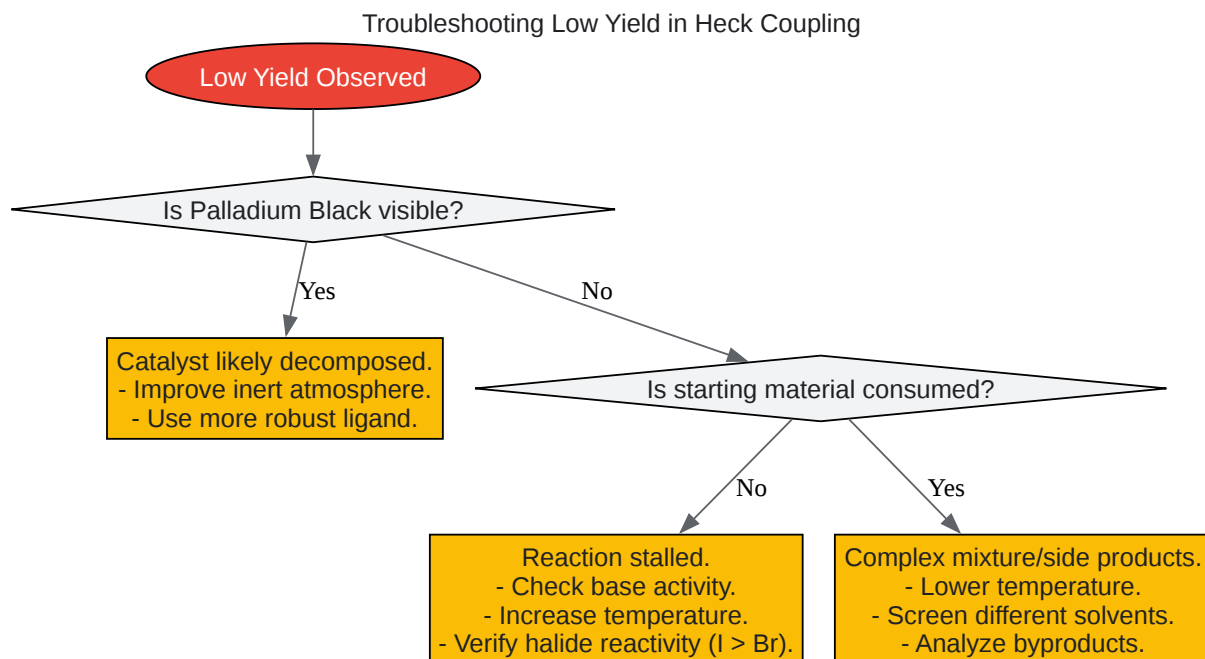 Troubleshooting Low Yield in Heck Coupling
Low Yield Observed
Is Palladium Black visible?
Yes
No
Catalyst likely decomposed.
- Improve inert atmosphere.
- Use more robust ligand.
Is starting material consumed?
No
Yes
Reaction stalled.
- Check base activity.
- Increase temperature.
- Verify halide reactivity (I > Br).
Complex mixture/side products.
- Lower temperature.
- Screen different solvents.
- Analyze byproducts.